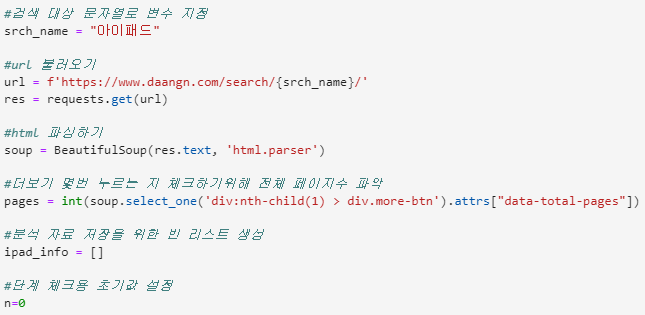 #검색 대상 문자열로 변수 지정
srch_name = "아이패드"
#url 불러오기
url = f'https://www.daangn.com/search/{srch_name}/'
res = requests.get(url)
#html 파싱하기
soup = BeautifulSoup(res.text, 'html.parser')
#더보기 몇번 누르는 지 체크하기위해 전체 페이지수 파악
pages = int(soup.select_one('div:nth-child(1) > div.more-btn').attrs["data-total-pages"])
#분석 자료 저장을 위한 빈 리스트 생성
ipad_info = []
#단계 체크용 초기값 설정
n=0